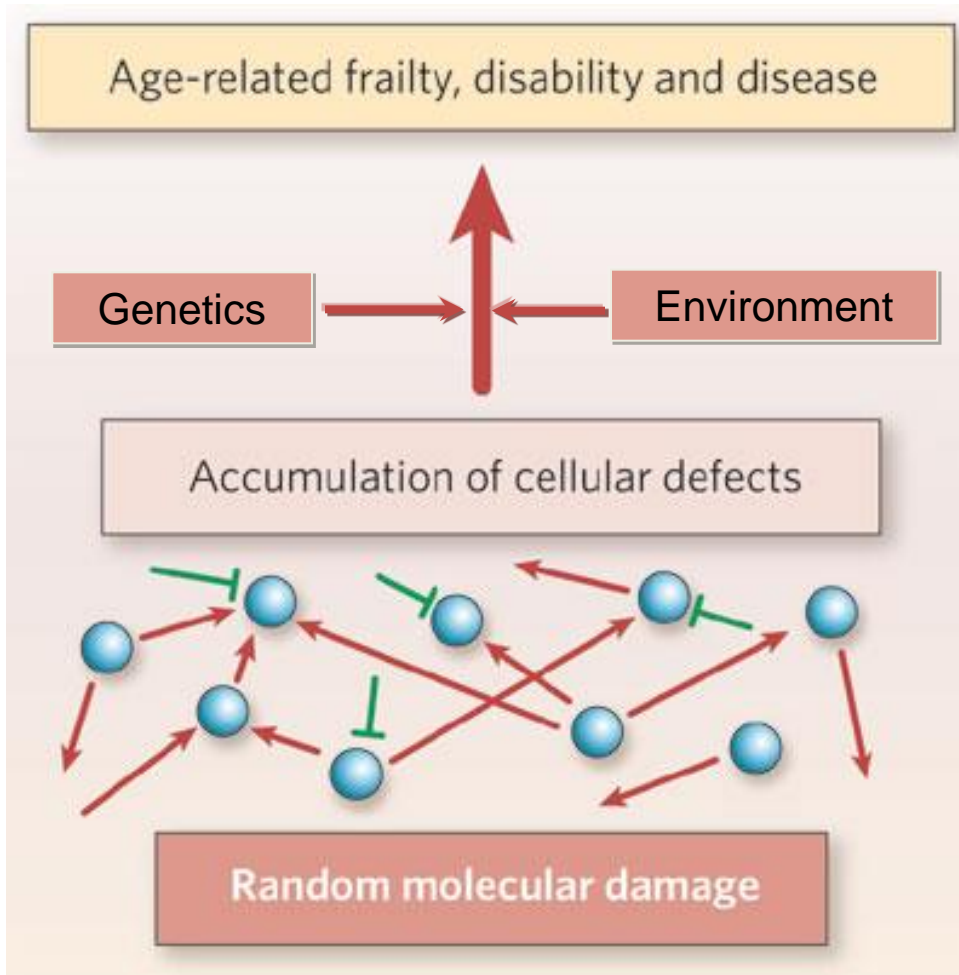 Age-related frailty, disability and disease
Genetics
Environment
Accumulation of cellular defects
Random molecular damage